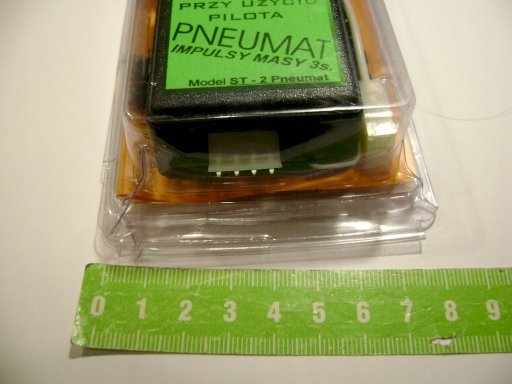 PRZY UŻYCIU
PILOTA
PNEUMAT
IMPULSY MASY 3s.
Model ST - 2 Pneumat
0 1 2 3 4 5 6 7 8 9